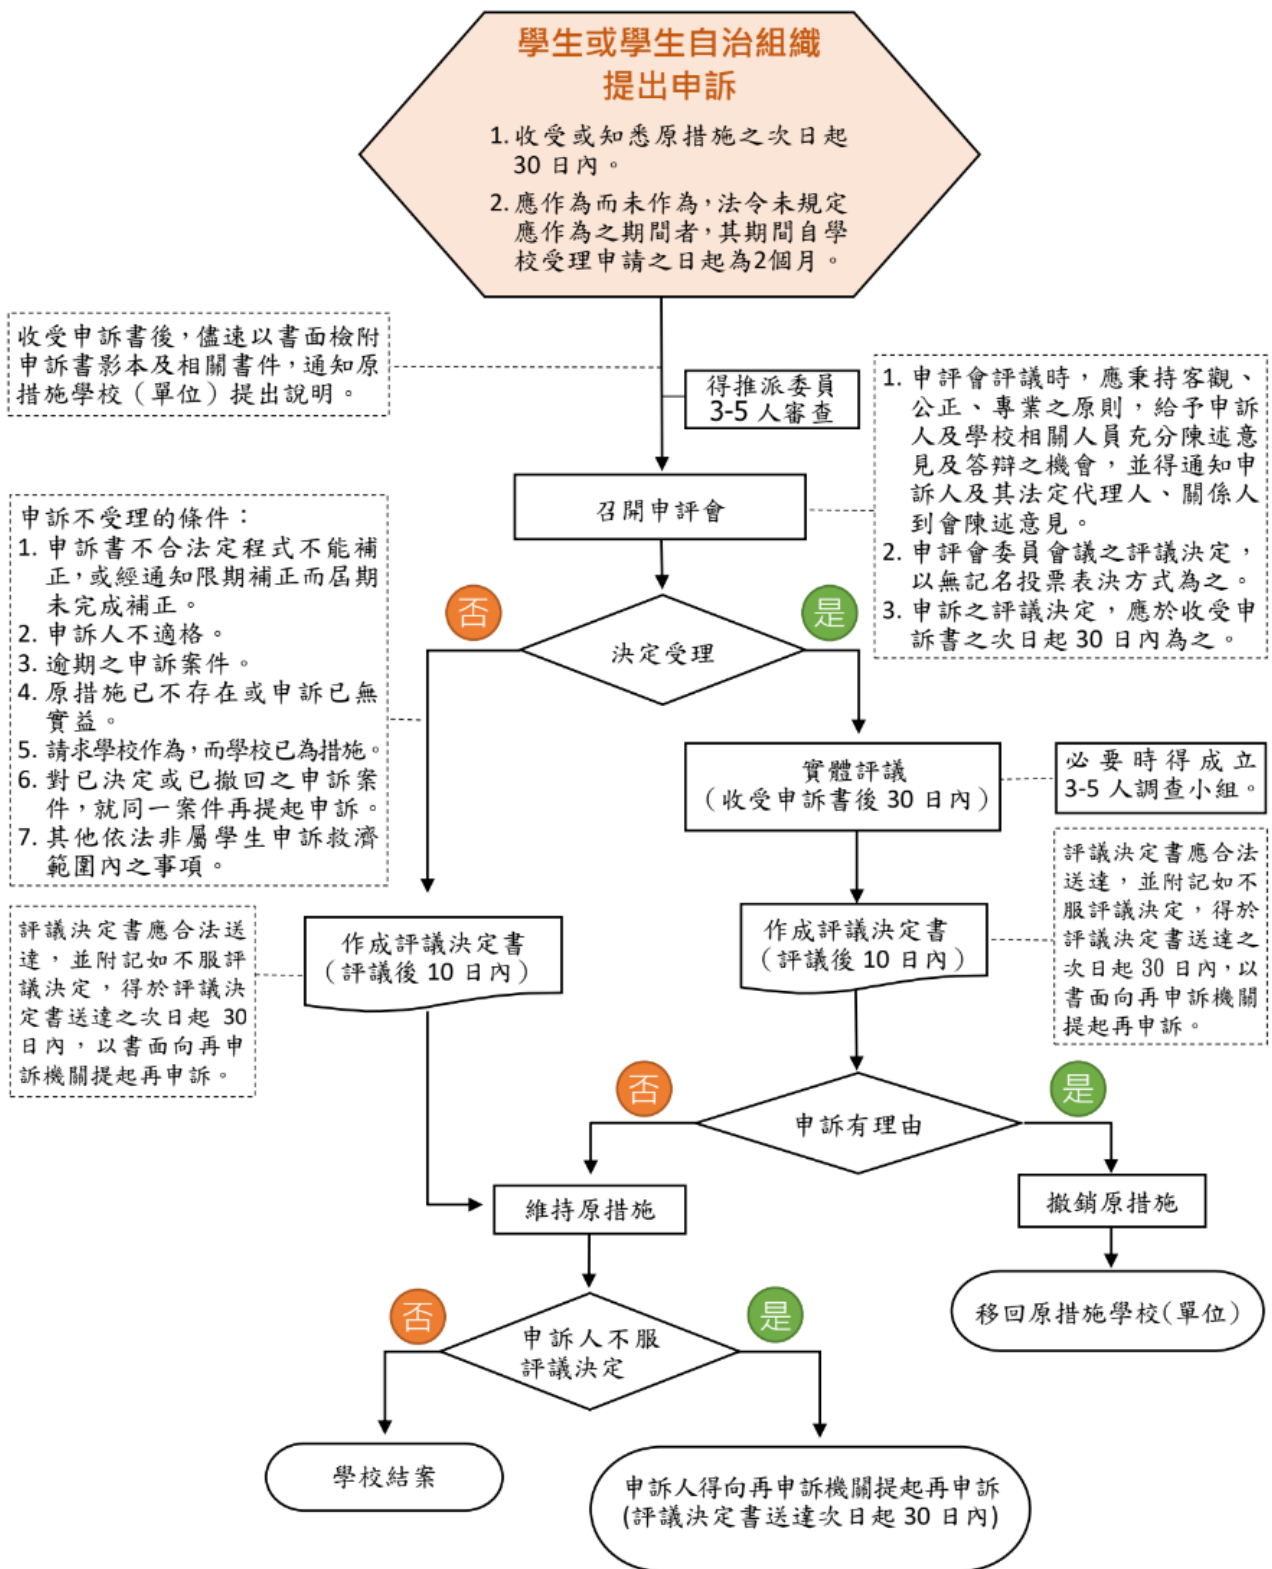 學生或學生自治組織
提出申訴
1. 收受或知悉原措施之次日起
30 日內。
2. 應作為而未作為,法令未規定
應作為之期間者,其期間自學
校受理申請之日起為2個月。
收受申訴書後,儘速以書面檢附
申訴書影本及相關書件,通知原
措施學校(單位)提出說明。
得推派委員
3-5 人審查
1. 申評會評議時,應秉持客觀、
公正、專業之原則,給予申訴
人及學校相關人員充分陳述意
見及答辯之機會,並得通知申
訴人及其法定代理人、關係人
到會陳述意見。
2. 申評會委員會議之評議決定,
以無記名投票表決方式為之。
3. 申訴之評議決定,應於收受申
訴書之次日起 30 日內為之。
召開申評會
申訴不受理的條件:
1. 申訴書不合法定程式不能補
正,或經通知限期補正而屆期
未完成補正。
2. 申訴人不適格。
3. 逾期之申訴案件。
4. 原措施已不存在或申訴已無
實益。
5. 請求學校作為,而學校已為措施。
6. 對已決定或已撤回之申訴案
件,就同一案件再提起申訴。
7. 其他依法非屬學生申訴救濟
範圍內之事項。
否
是
決定受理
實體評議
(收受申訴書後 30 日內)
必要時得成立
3-5 人調查小組。
評議決定書應合法送
達,並附記如不服評
議決定,得於評議決
定書送達之次日起 30
日內,以書面向再申
訴機關提起再申訴。
作成評議決定書
(評議後 10 日內)
作成評議決定書
(評議後 10 日內)
評議決定書應合法
送達,並附記如不
服評議決定,得於
評議決定書送達之
次日起 30 日內,以
書面向再申訴機關
提起再申訴。
否
是
申訴有理由
維持原措施
撤銷原措施
移回原措施學校(單位)
否
是
申訴人不服
評議決定
學校結案
申訴人得向再申訴機關提起再申訴
(評議決定書送達次日起 30 日內)